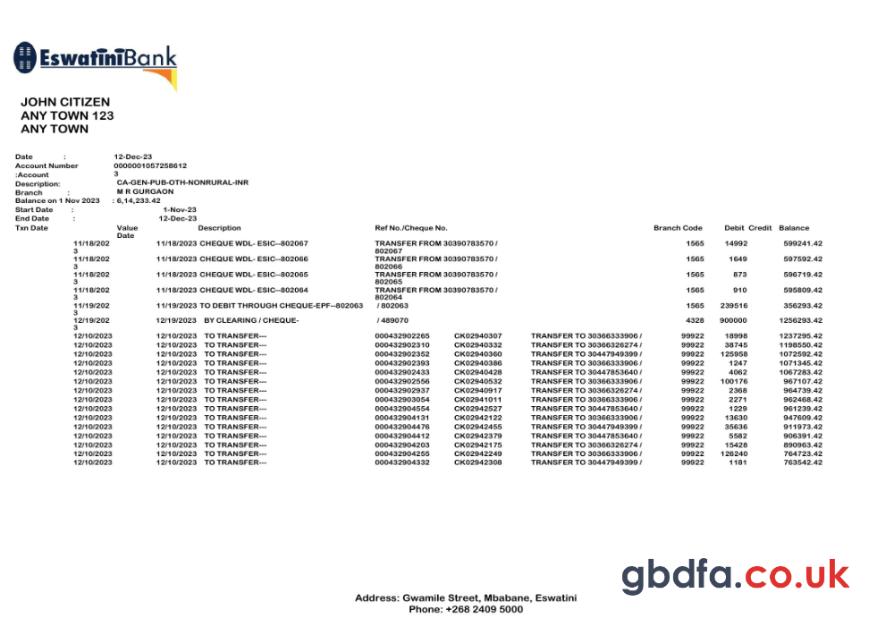 EswatiniBank
JOHN CITIZEN
ANY TOWN 123
ANY TOWN
Date : 12-Dec-23
Account Number 0000001057258612
:Account 3
Description: CA-GEN-PUB-OTH-NONRURAL-INR
Branch : M R GURGAON
Balance on 1 Nov 2023 : 6,14,233.42
Start Date : 1-Nov-23
End Date : 12-Dec-23
Txn Date Value Date Description Ref No./Cheque No. Branch Code Debit Credit Balance
11/18/2023 11/18/2023 CHEQUE WDL- ESIC--802067 TRANSFER FROM 30390783570 / 802067 1565 14992 599241.42
11/18/2023 11/18/2023 CHEQUE WDL- ESIC--802066 TRANSFER FROM 30390783570 / 802066 1565 1649 597592.42
11/18/2023 11/18/2023 CHEQUE WDL- ESIC--802065 TRANSFER FROM 30390783570 / 802065 1565 873 596719.42
11/18/2023 11/18/2023 CHEQUE WDL- ESIC--802064 TRANSFER FROM 30390783570 / 802064 1565 910 595809.42
11/19/2023 11/19/2023 TO DEBIT THROUGH CHEQUE-EPF--802063 / 802063 1565 239516 356293.42
12/19/2023 12/19/2023 BY CLEARING / CHEQUE- / 489070 4328 900000 1256293.42
12/10/2023 12/10/2023 TO TRANSFER--- 000432902265 CK02940307 TRANSFER TO 30366333906 / 99922 18998 1237295.42
12/10/2023 12/10/2023 TO TRANSFER--- 000432902310 CK02940332 TRANSFER TO 30366326274 / 99922 38745 1198550.42
12/10/2023 12/10/2023 TO TRANSFER--- 000432902352 CK02940360 TRANSFER TO 30447949399 / 99922 125958 1072592.42
12/10/2023 12/10/2023 TO TRANSFER--- 000432902393 CK02940386 TRANSFER TO 30366333906 / 99922 1247 1071345.42
12/10/2023 12/10/2023 TO TRANSFER--- 000432902433 CK02940428 TRANSFER TO 30447853640 / 99922 4062 1067283.42
12/10/2023 12/10/2023 TO TRANSFER--- 000432902556 CK02940532 TRANSFER TO 30366333906 / 99922 100176 967107.42
12/10/2023 12/10/2023 TO TRANSFER--- 000432902937 CK02940917 TRANSFER TO 30366326274 / 99922 2368 964739.42
12/10/2023 12/10/2023 TO TRANSFER--- 000432903054 CK02941011 TRANSFER TO 30366333906 / 99922 2271 962468.42
12/10/2023 12/10/2023 TO TRANSFER--- 000432904554 CK02942527 TRANSFER TO 30447853640 / 99922 1229 961239.42
12/10/2023 12/10/2023 TO TRANSFER--- 000432904131 CK02942122 TRANSFER TO 30366333906 / 99922 13630 947609.42
12/10/2023 12/10/2023 TO TRANSFER--- 000432904476 CK02942455 TRANSFER TO 30447949399 / 99922 35636 911973.42
12/10/2023 12/10/2023 TO TRANSFER--- 000432904412 CK02942379 TRANSFER TO 30447853640 / 99922 5582 906391.42
12/10/2023 12/10/2023 TO TRANSFER--- 000432904203 CK02942175 TRANSFER TO 30366326274 / 99922 15428 890963.42
12/10/2023 12/10/2023 TO TRANSFER--- 000432904255 CK02942249 TRANSFER TO 30366333906 / 99922 126240 764723.42
12/10/2023 12/10/2023 TO TRANSFER--- 000432904332 CK02942308 TRANSFER TO 30447949399 / 99922 1181 763542.42
gbdfa.co.uk
Address: Gwamile Street, Mbabane, Eswatini
Phone: +268 2409 5000